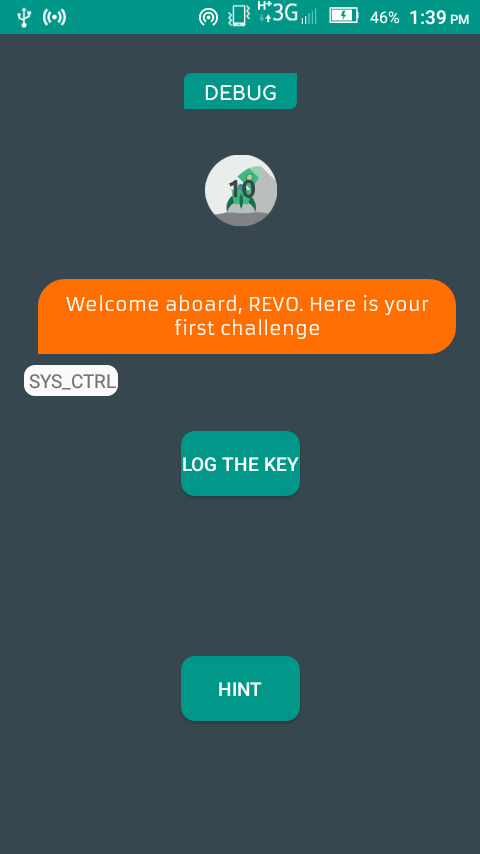 H+ 3G 46% 1:39 PM
DEBUG
10
Welcome aboard, REVO. Here is your
first challenge
SYS_CTRL
LOG THE KEY
HINT